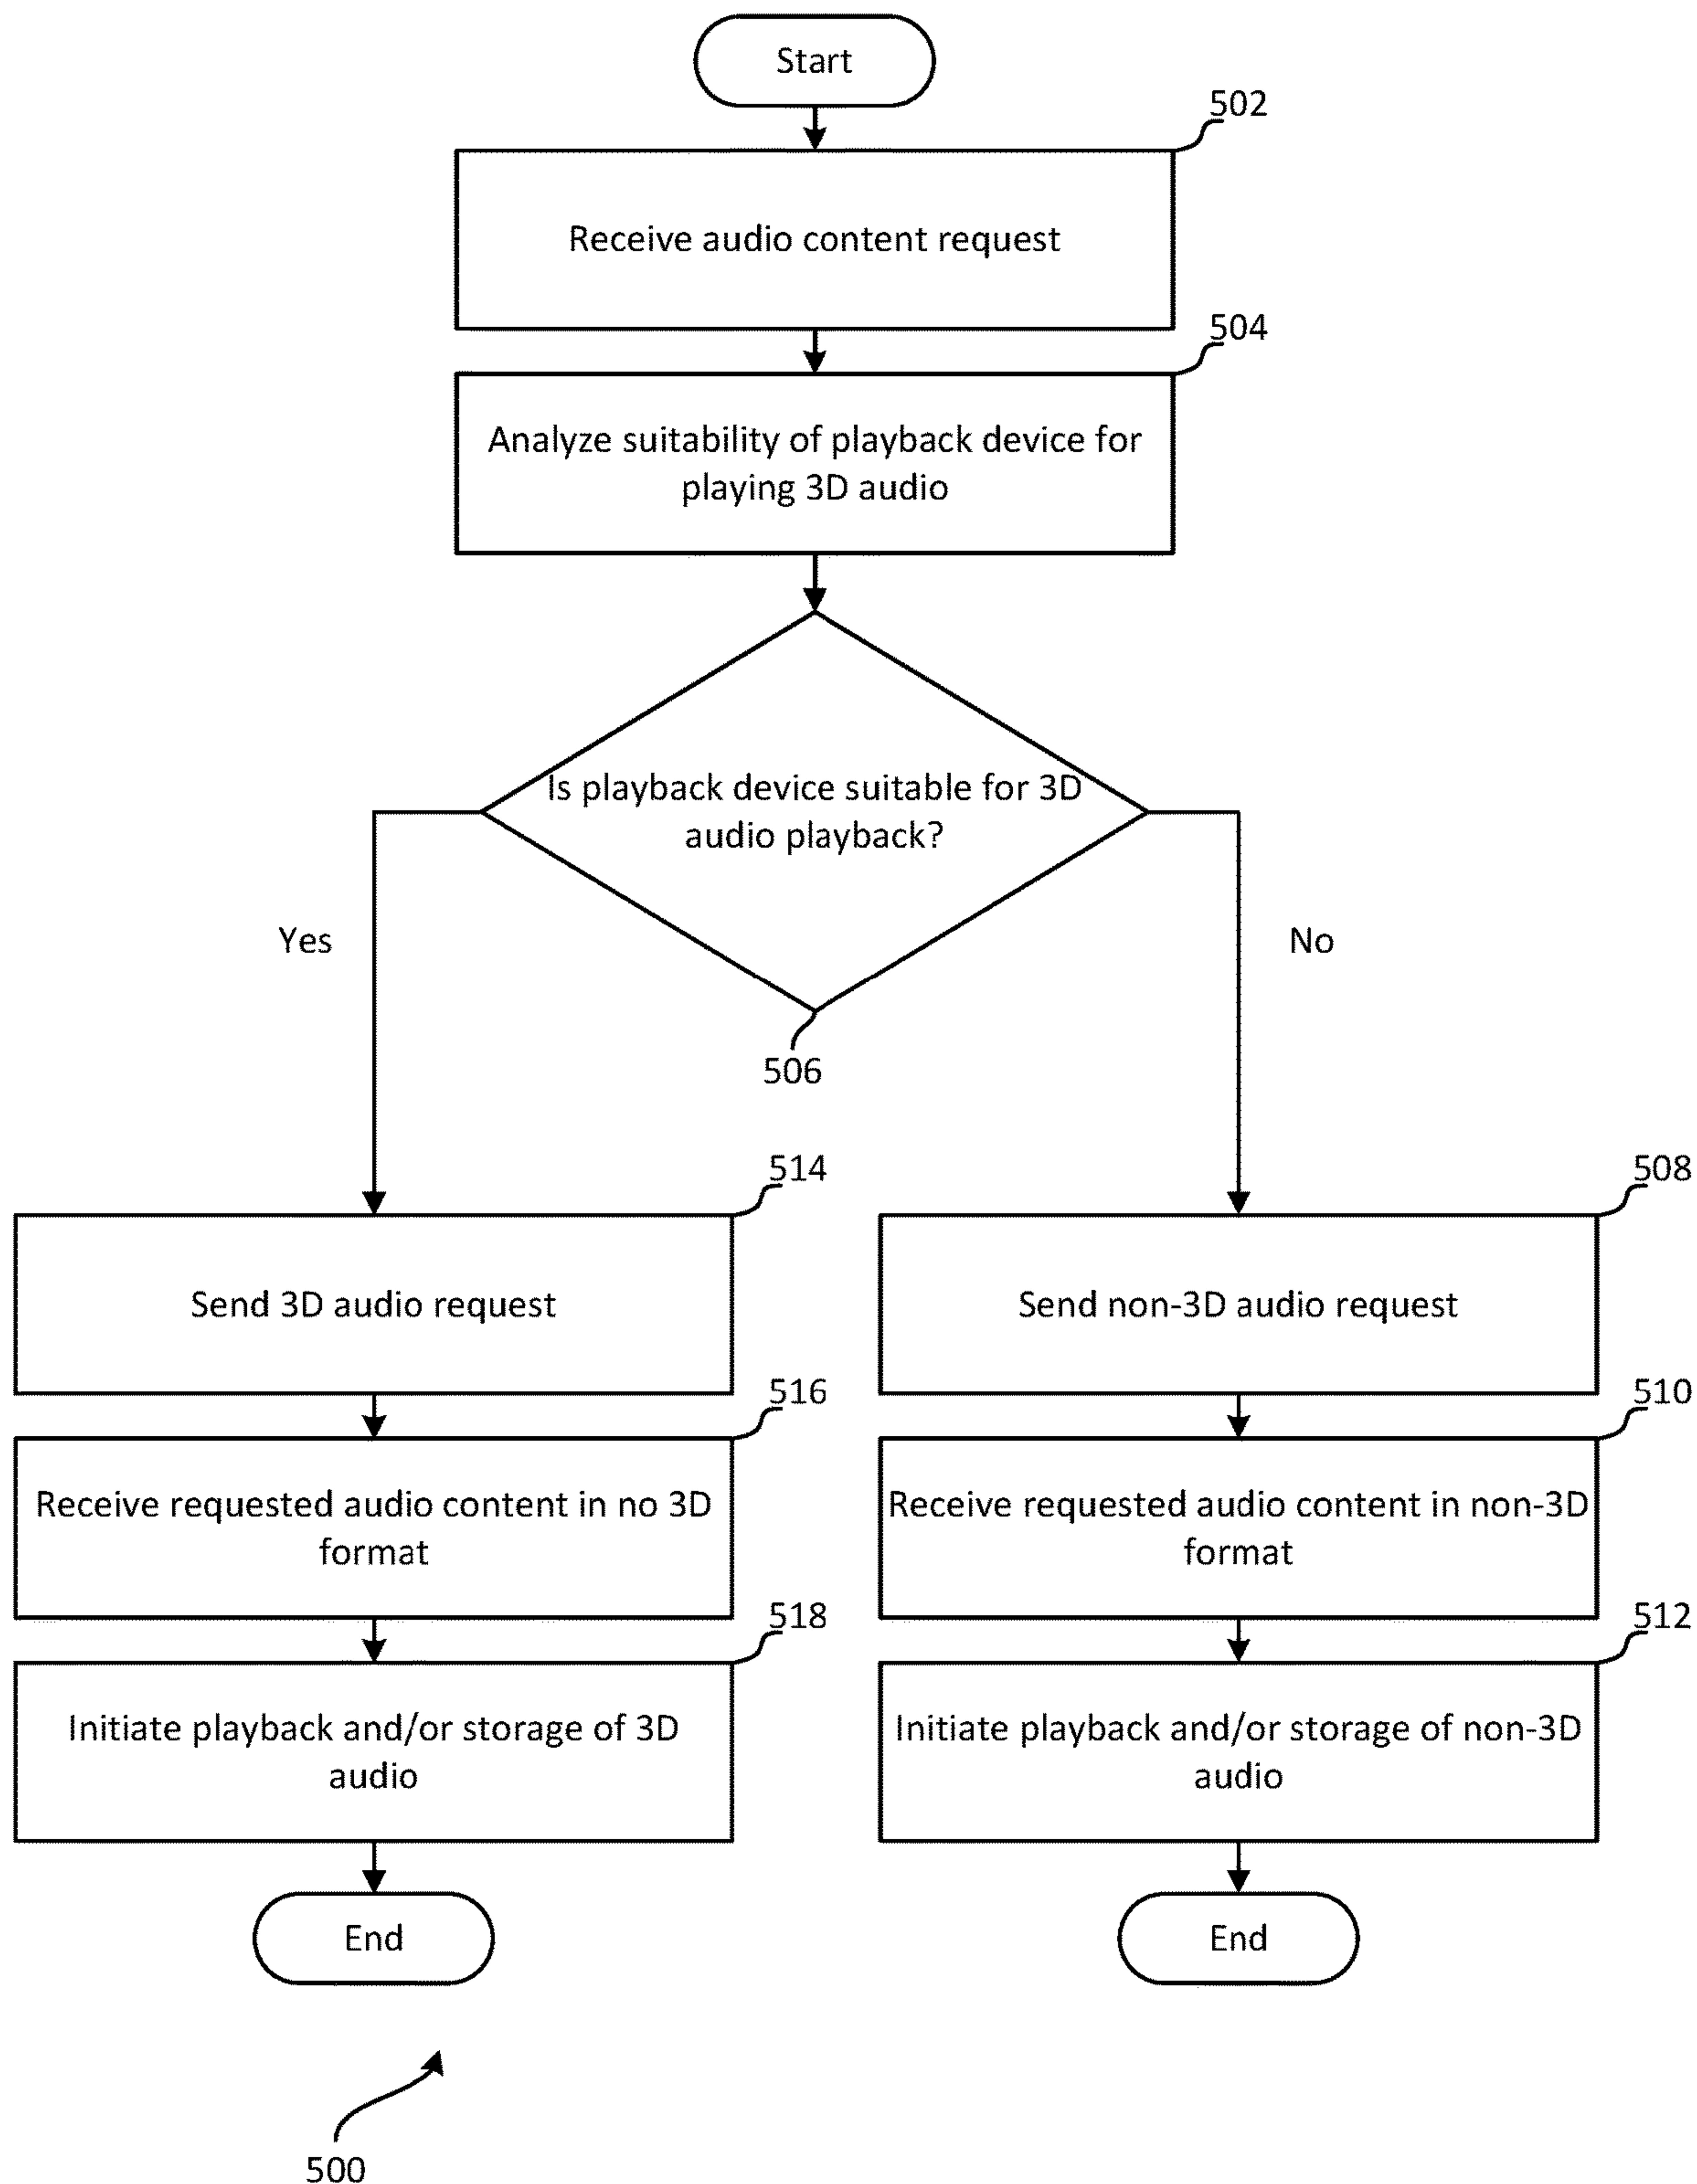 Start
502
Receive audio content request
504
Analyze suitability of playback device for
playing 3D audio
Is playback device suitable for 3D
audio playback?
Yes
No
506
514
Send 3D audio request
516
Receive requested audio content in no 3D
format
518
Initiate playback and/or storage of 3D
audio
End
508
Send non-3D audio request
510
Receive requested audio content in non-3D
format
512
Initiate playback and/or storage of non-3D
audio
End
500